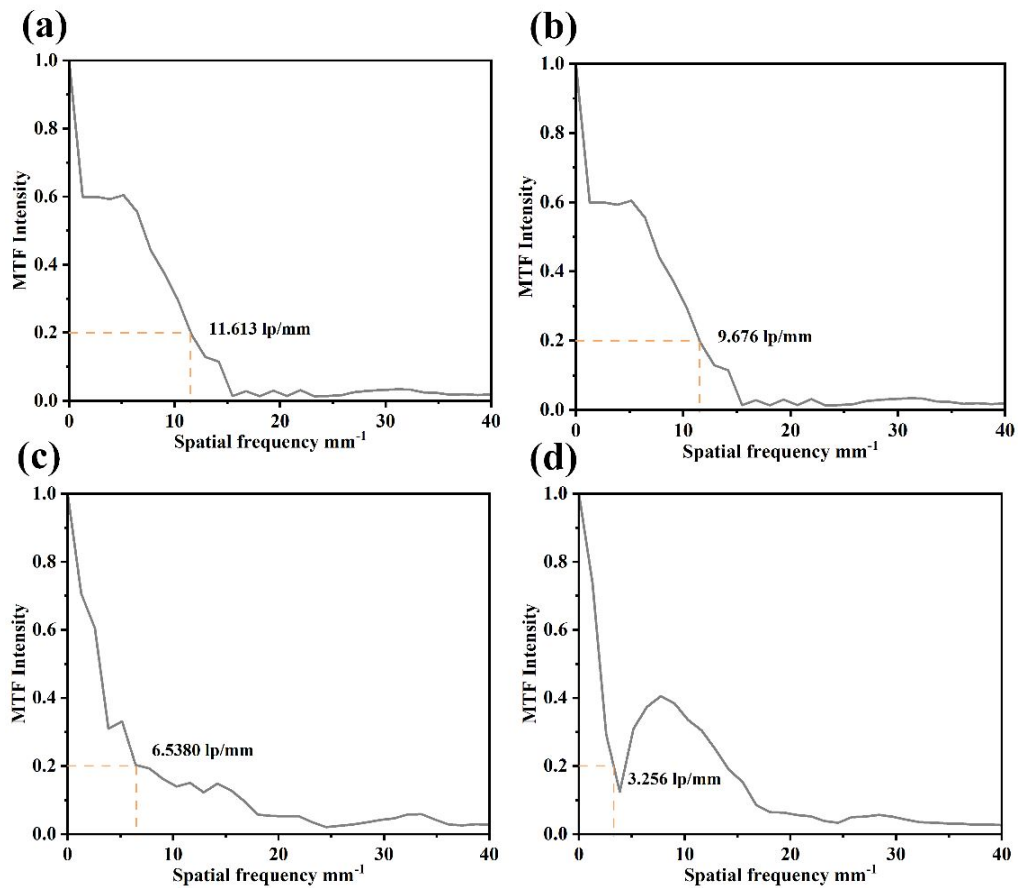 (a)
1.0
0.8
0.6
0.4
0.2
0.0
MTF Intensity
11.613 lp/mm
0 10 20 30 40
Spatial frequency mm⁻¹
(b)
1.0
0.8
0.6
0.4
0.2
0.0
MTF Intensity
9.676 lp/mm
0 10 20 30 40
Spatial frequency mm⁻¹
(c)
1.0
0.8
0.6
0.4
0.2
0.0
MTF Intensity
6.5380 lp/mm
0 10 20 30 40
Spatial frequency mm⁻¹
(d)
1.0
0.8
0.6
0.4
0.2
0.0
MTF Intensity
3.256 lp/mm
0 10 20 30 40
Spatial frequency mm⁻¹